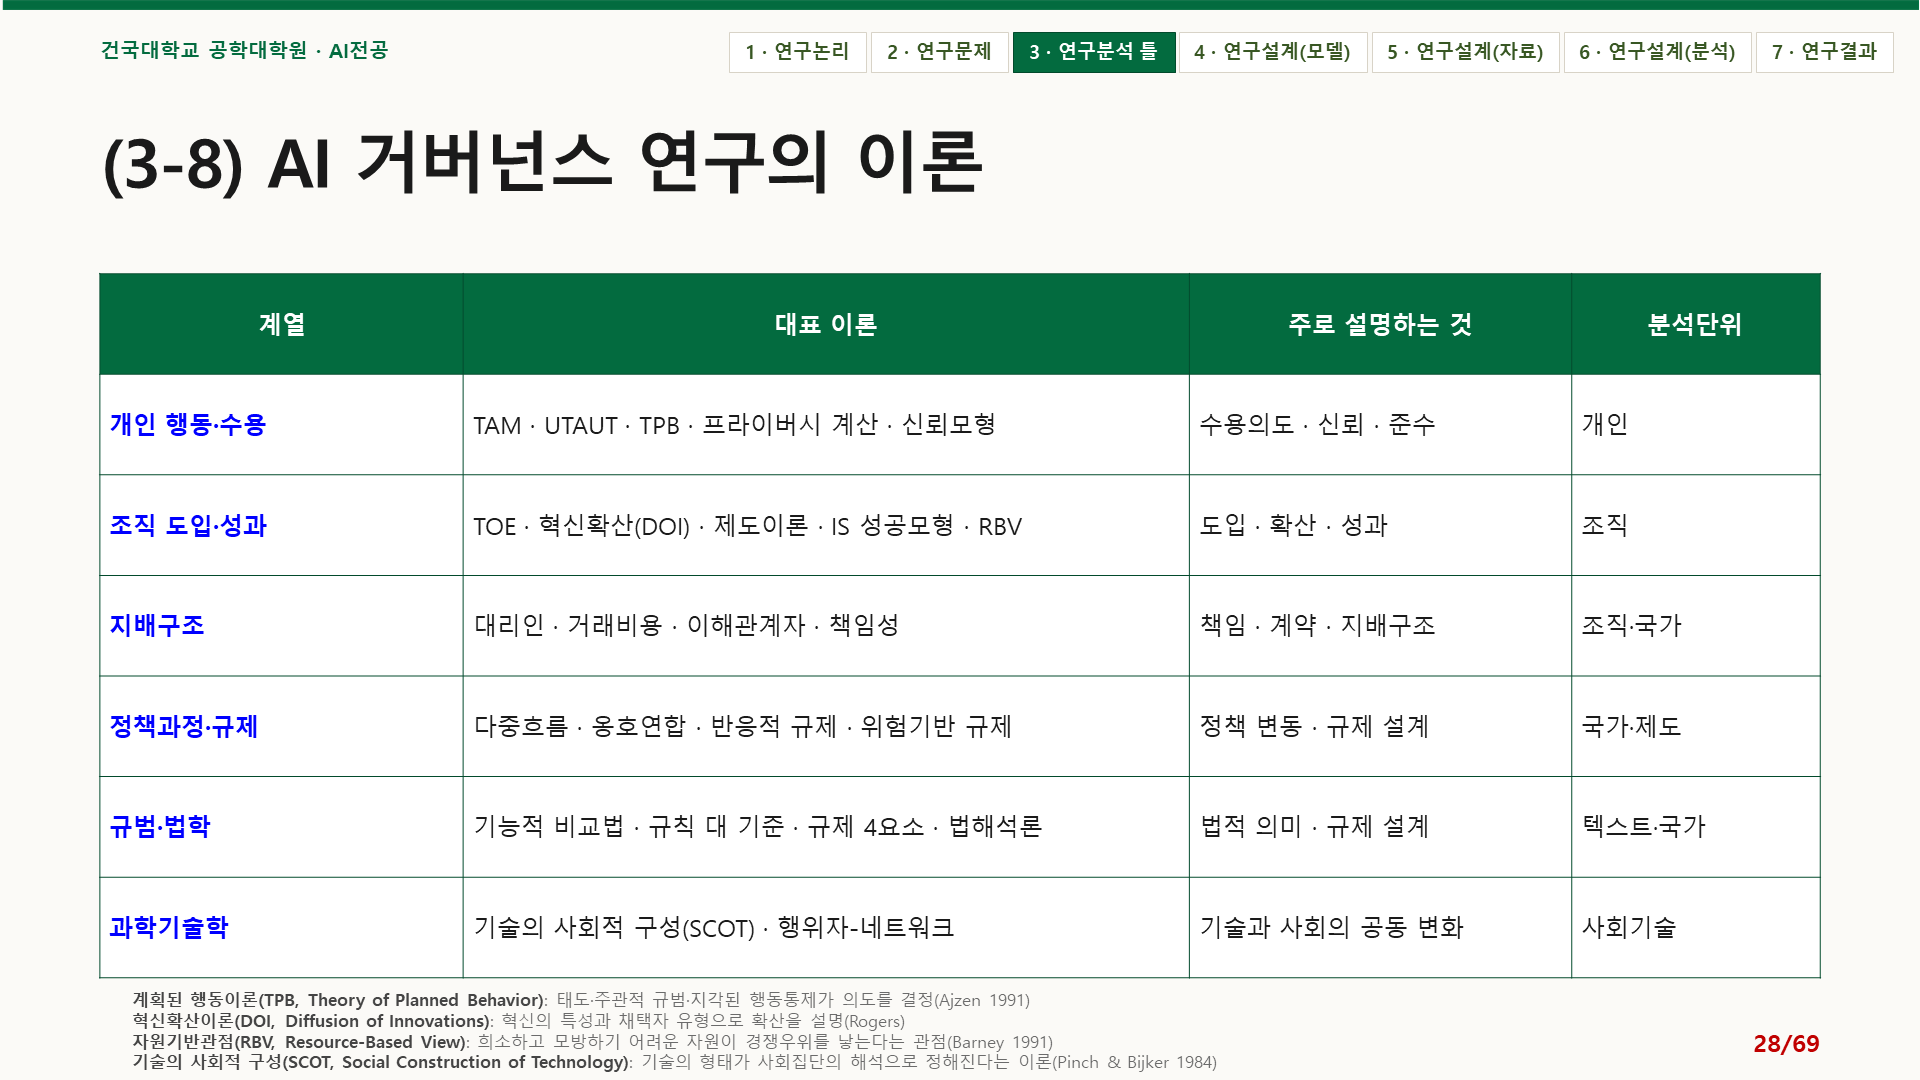 건국대학교 공학대학원 · AI전공
1 · 연구논리
2 · 연구문제
3 · 연구분석 틀
4 · 연구설계(모델)
5 · 연구설계(자료)
6 · 연구설계(분석)
7 · 연구결과
(3-8) AI 거버넌스 연구의 이론
계열 대표 이론 주로 설명하는 것 분석단위
개인 행동·수용 TAM · UTAUT · TPB · 프라이버시 계산 · 신뢰모형 수용의도 · 신뢰 · 준수 개인
조직 도입·성과 TOE · 혁신확산(DOI) · 제도이론 · IS 성공모형 · RBV 도입 · 확산 · 성과 조직
지배구조 대리인 · 거래비용 · 이해관계자 · 책임성 책임 · 계약 · 지배구조 조직·국가
정책과정·규제 다중흐름 · 옹호연합 · 반응적 규제 · 위험기반 규제 정책 변동 · 규제 설계 국가·제도
규범·법학 기능적 비교법 · 규칙 대 기준 · 규제 4요소 · 법해석론 법적 의미 · 규제 설계 텍스트·국가
과학기술학 기술의 사회적 구성(SCOT) · 행위자-네트워크 기술과 사회의 공동 변화 사회기술
계획된 행동이론(TPB, Theory of Planned Behavior): 태도·주관적 규범·지각된 행동통제가 의도를 결정(Ajzen 1991)
혁신확산이론(DOI, Diffusion of Innovations): 혁신의 특성과 채택자 유형으로 확산을 설명(Rogers)
자원기반관점(RBV, Resource-Based View): 희소하고 모방하기 어려운 자원이 경쟁우위를 낳는다는 관점(Barney 1991)
기술의 사회적 구성(SCOT, Social Construction of Technology): 기술의 형태가 사회집단의 해석으로 정해진다는 이론(Pinch & Bijker 1984)
28/69